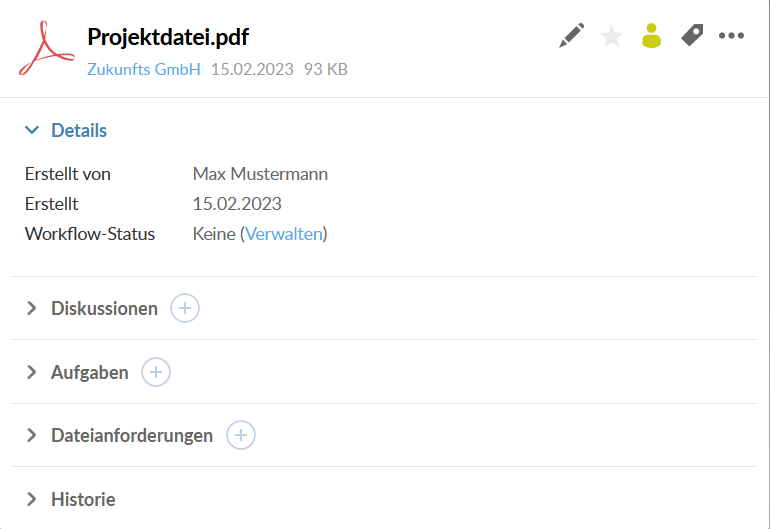 Projektdatei.pdf
Zukunfts GmbH 15.02.2023 93 KB
Details
Erstellt von Max Mustermann
Erstellt 15.02.2023
Workflow-Status Keine (Verwalten)
Diskussionen
Aufgaben
Dateianforderungen
Historie